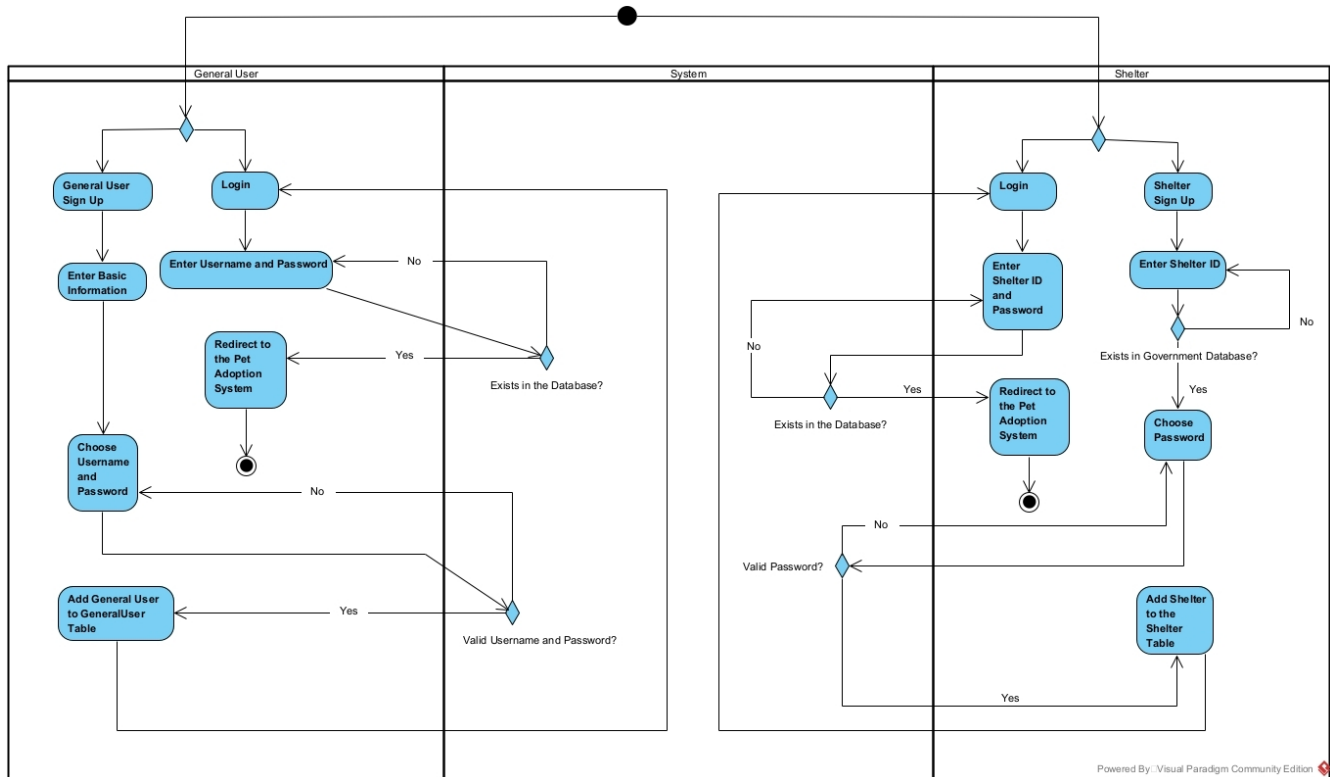 General User
System
Shelter
General User
Sign Up
Login
Login
Shelter
Sign Up
Enter Username and Password
No
Enter Basic
Information
Enter
Shelter ID
and
Password
Enter Shelter ID
No
Redirect to
the Pet
Adoption
System
Yes
Exists in the Database?
No
Yes
Exists in the Database?
Redirect to
the Pet
Adoption
System
Exists in Government Database?
Yes
Choose
Password
Choose
Username
and
Password
No
No
Valid Password?
Add General User
to GeneralUser
Table
Yes
Valid Username and Password?
Add Shelter
to the
Shelter
Table
Yes
Powered By Visual Paradigm Community Edition